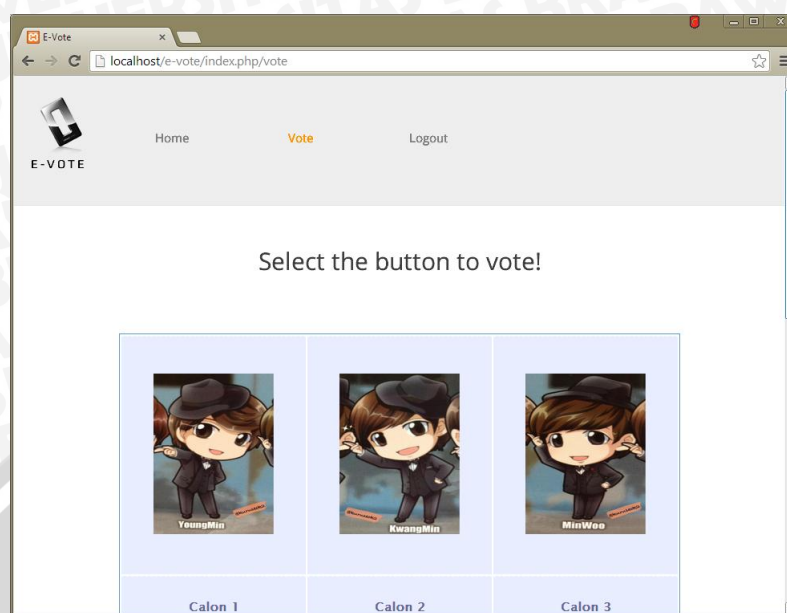 E-Vote
localhost/e-vote/index.php/vote
E-VOTE
Home Vote Logout
Select the button to vote!
YoungMin KwangMin MinWoo
Calon 1 Calon 2 Calon 3